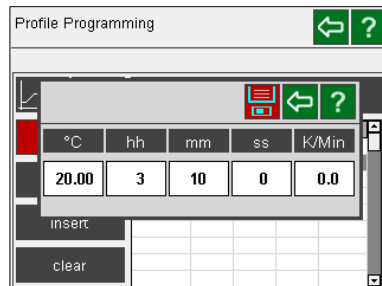 Profile Programming
?
?
°C hh mm ss K/Min
20.00 3 10 0 0.0
insert
clear